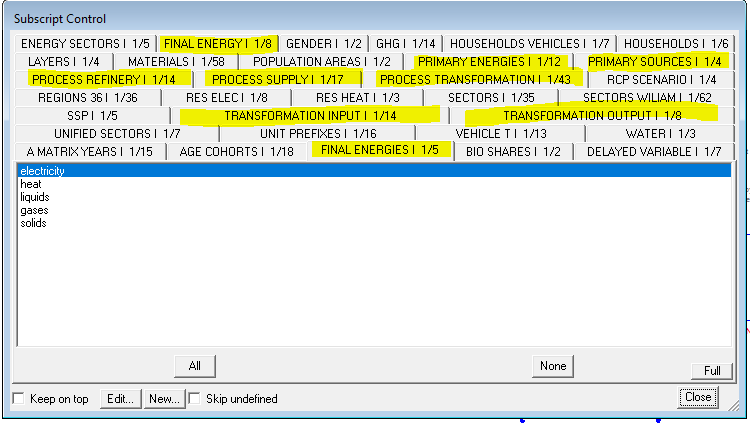 Subscript Control
ENERGY SECTORS I 1/5 FINAL ENERGY I 1/8 GENDER I 1/2 GHG I 1/14 HOUSEHOLDS VEHICLES I 1/7 HOUSEHOLDS I 1/6
LAYERS I 1/4 MATERIALS I 1/58 POPULATION AREAS I 1/2 PRIMARY ENERGIES I 1/12 PRIMARY SOURCES I 1/4
PROCESS REFINERY I 1/14 PROCESS SUPPLY I 1/17 PROCESS TRANSFORMATION I 1/43 RCP SCENARIO I 1/4
REGIONS 36 I 1/36 RES ELEC I 1/8 RES HEAT I 1/3 SECTORS I 1/35 SECTORS WILIAM I 1/62
SSP I 1/5 TRANSFORMATION INPUT I 1/14 TRANSFORMATION OUTPUT I 1/8
UNIFIED SECTORS I 1/7 UNIT PREFIXES I 1/16 VEHICLE T I 1/13 WATER I 1/3
A MATRIX YEARS I 1/15 AGE COHORTS I 1/18 FINAL ENERGIES I 1/5 BIO SHARES I 1/2 DELAYED VARIABLE I 1/7
electricity
heat
liquids
gases
solids
All None Full
Keep on top Edit... New... Skip undefined Close